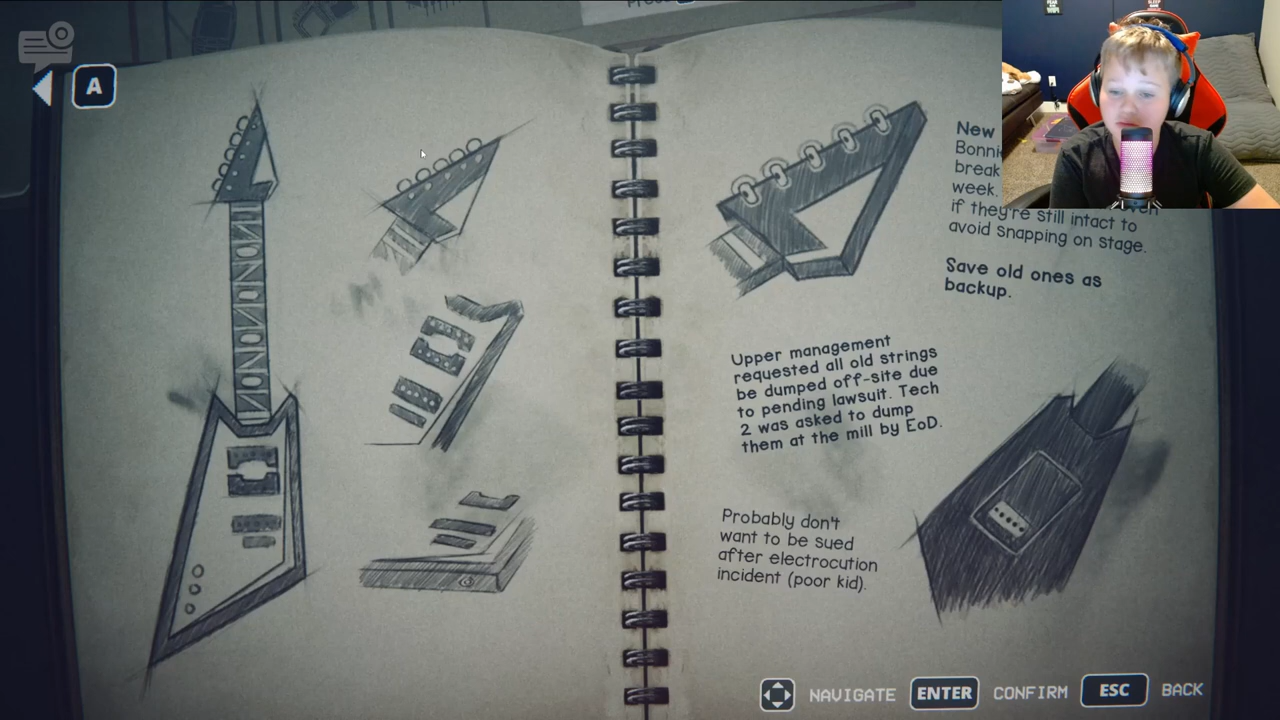 A
New
Bonni
break
week.
if they're still intact to
avoid snapping on stage.
Save old ones as
backup.
Upper management
requested all old strings
be dumped off-site due
to pending lawsuit. Tech
2 was asked to dump
them at the mill by EoD.
Probably don't
want to be sued
after electrocution
incident (poor kid).
NAVIGATE ENTER CONFIRM ESC BACK